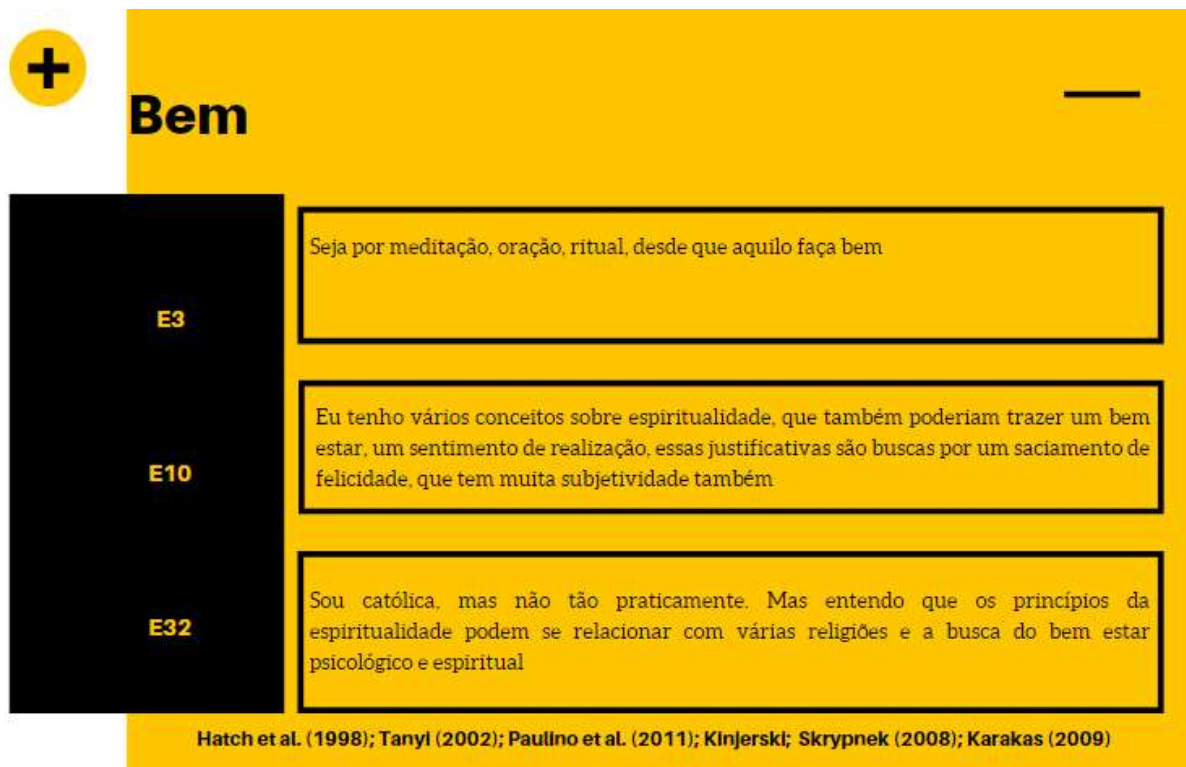 +
Bem
E3
Seja por meditação, oração, ritual, desde que aquilo faça bem
E10
Eu tenho vários conceitos sobre espiritualidade, que também poderiam trazer um bem
estar, um sentimento de realização, essas justificativas são buscas por um saciamento de
felicidade, que tem muita subjetividade também
E32
Sou católica, mas não tão praticamente. Mas entendo que os princípios da
espiritualidade podem se relacionar com várias religiões e a busca do bem estar
psicológico e espiritual
Hatch et al. (1998); Tanyi (2002); Paulino et al. (2011); Kinjerski; Skrypnek (2008); Karakas (2009)